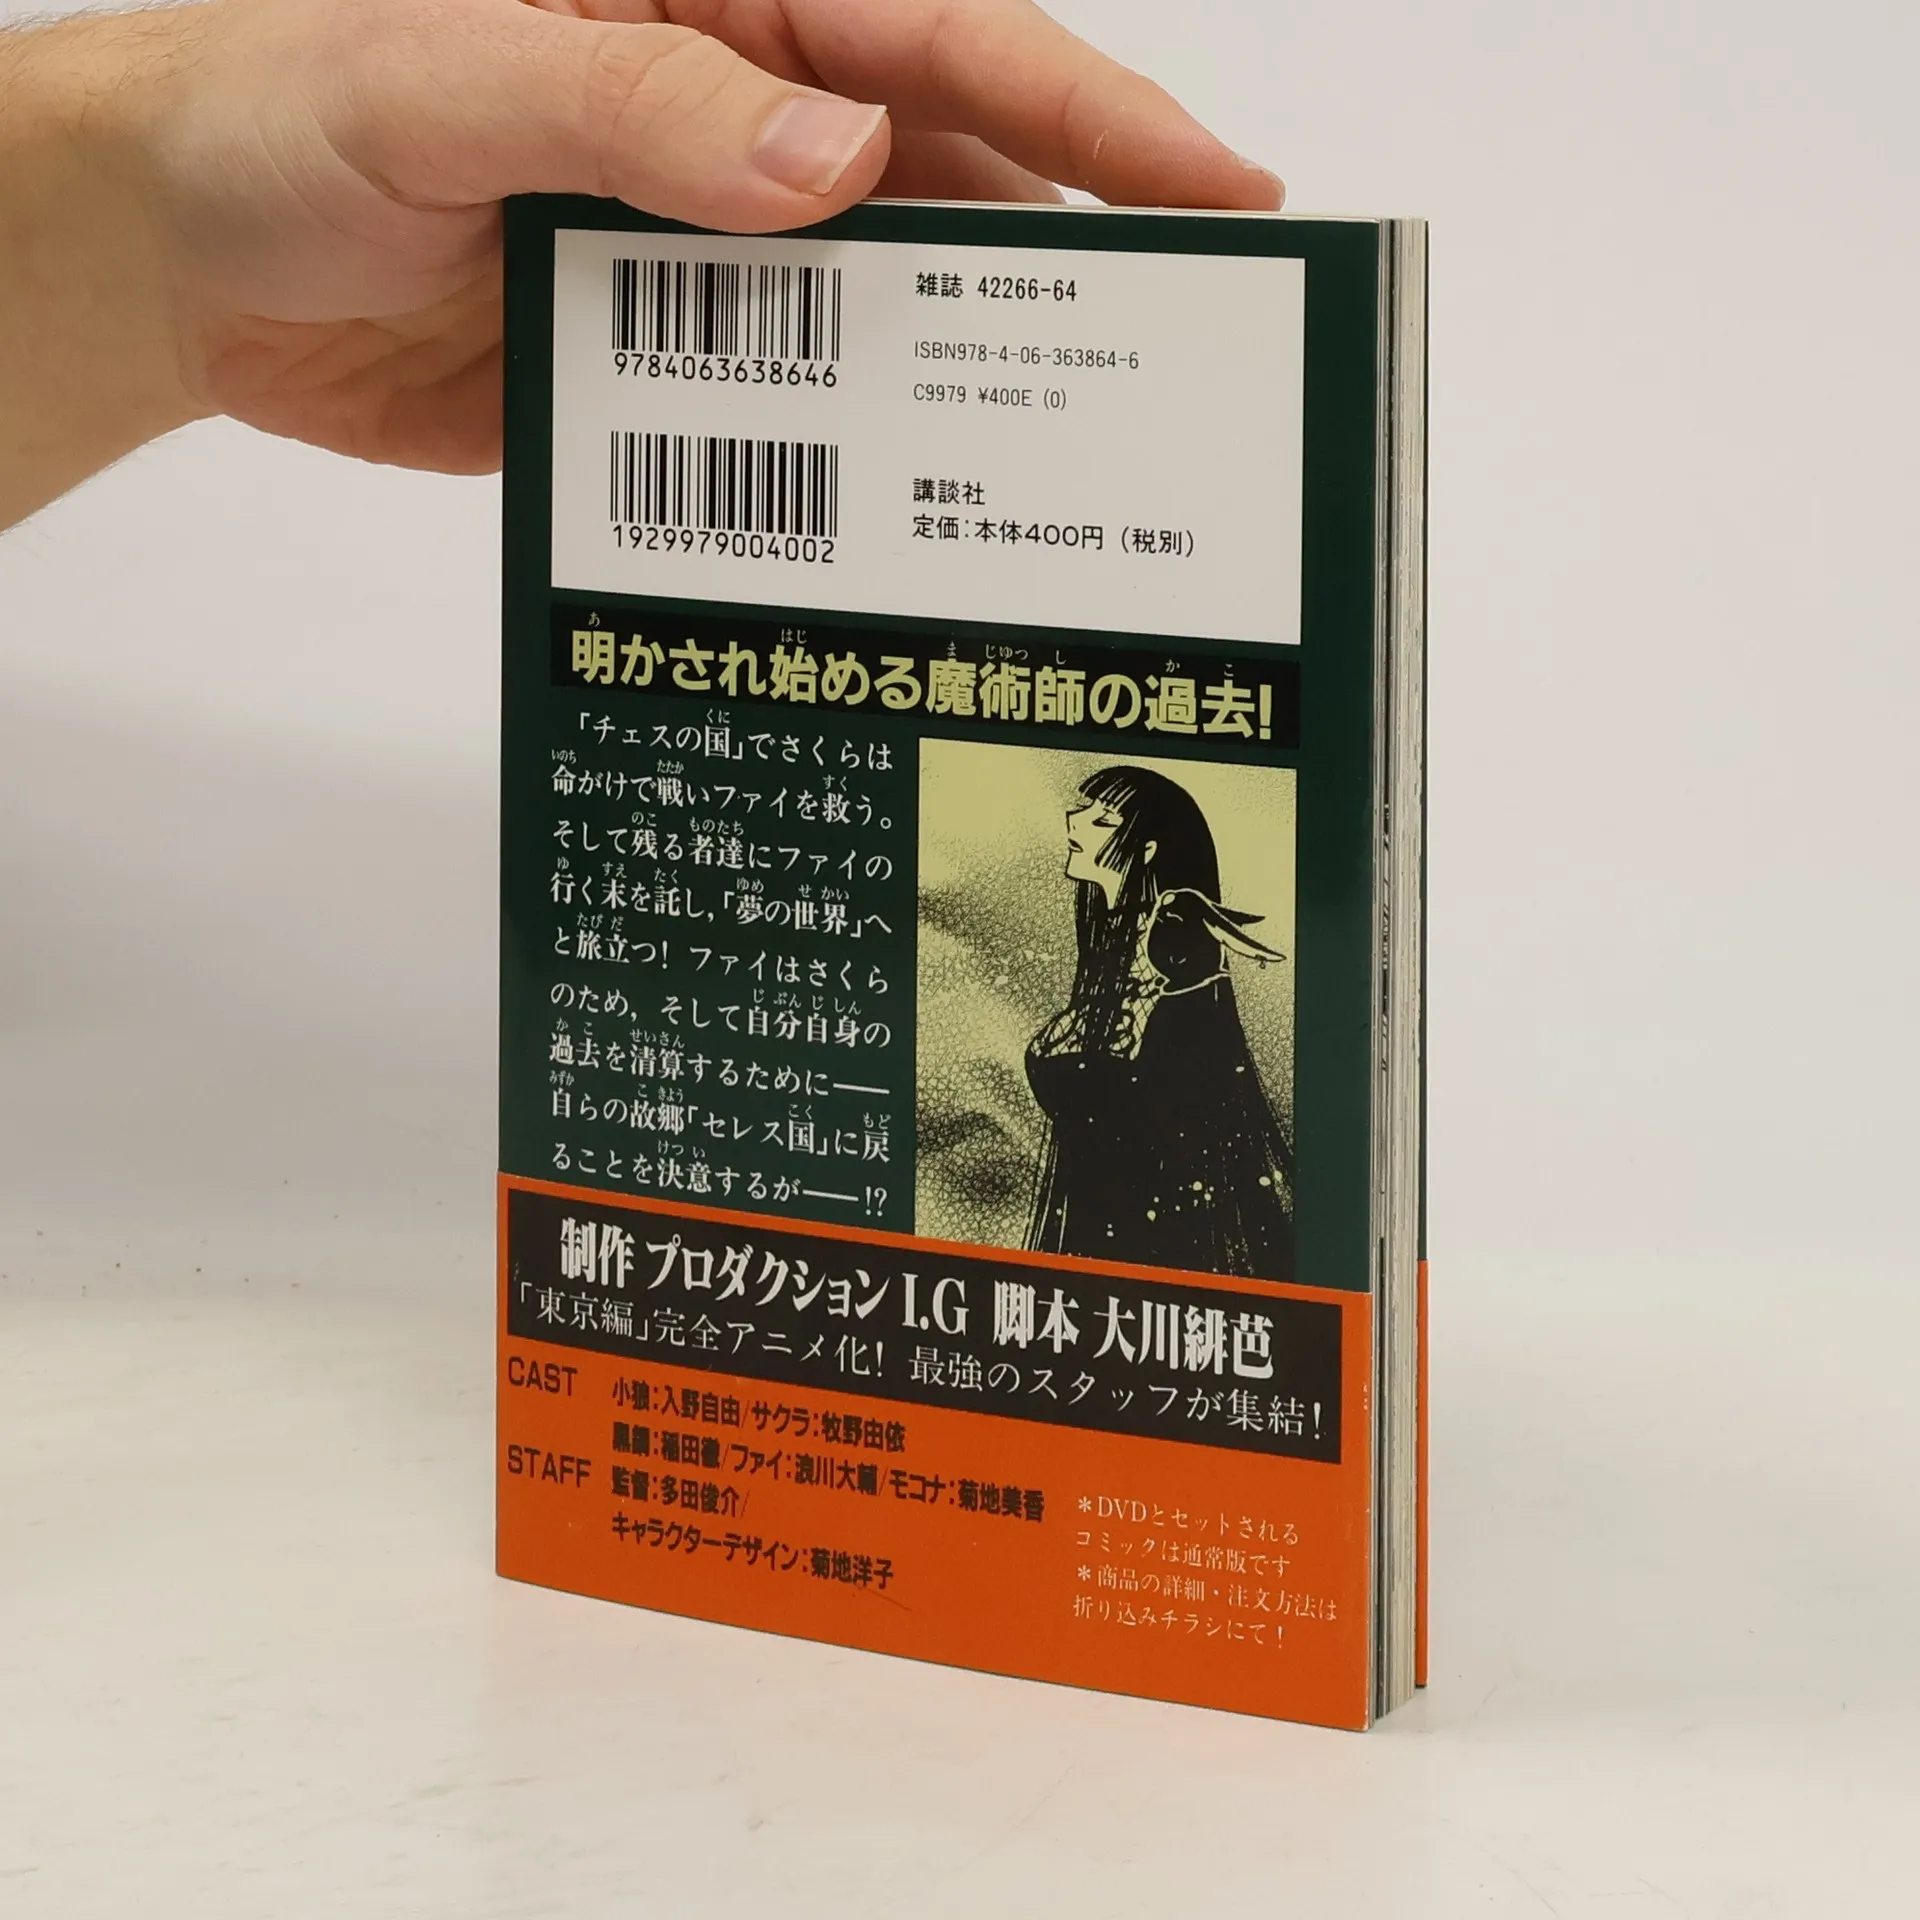 9784063638646
雑誌 42266-64
ISBN978-4-06-363864-6
C9979 ¥400E (0)
1929979004002
講談社
定価:本体400円（税別）
明かされ始める魔術師の過去!
「チェスの国」でさくらは
命がけで戦いファイを救う。
そして残る者達にファイの
行く末を託し,「夢の世界」へ
と旅立つ! ファイはさくら
のため, そして自分自身の
過去を清算するために――
自らの故郷「セレス国」に戻
ることを決意するが――!?
制作 プロダクションI.G 脚本 大川緋芭
「東京編」完全アニメ化! 最強のスタッフが集結!
CAST 小狼:入野自由/サクラ:牧野由依
黒鋼:稲田徹/ファイ:浪川大輔/モコナ:菊地美香
STAFF 監督:多田俊介/
キャラクターデザイン:菊地洋子
＊DVDとセットされる
コミックは通常版です
＊商品の詳細・注文方法は
折り込みチラシにて!